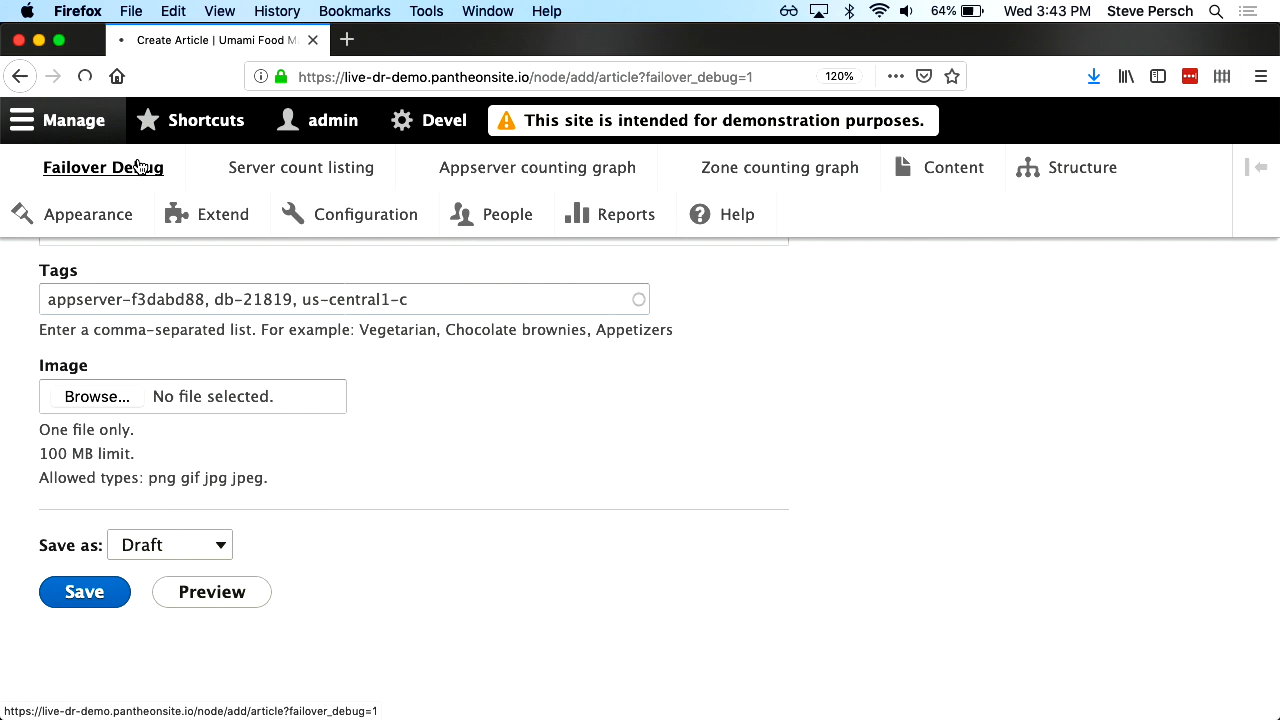 Firefox File Edit View History Bookmarks Tools Window Help 64% Wed 3:43 PM Steve Persch
Create Article | Umami Food M
https://live-dr-demo.pantheonsite.io/node/add/article?failover_debug=1 120%
Manage Shortcuts admin Devel This site is intended for demonstration purposes.
Failover Debug Server count listing Appserver counting graph Zone counting graph Content Structure
Appearance Extend Configuration People Reports Help
Tags
appserver-f3dabd88, db-21819, us-central1-c
Enter a comma-separated list. For example: Vegetarian, Chocolate brownies, Appetizers
Image
Browse... No file selected.
One file only.
100 MB limit.
Allowed types: png gif jpg jpeg.
Save as: Draft
Save Preview
https://live-dr-demo.pantheonsite.io/node/add/article?failover_debug=1